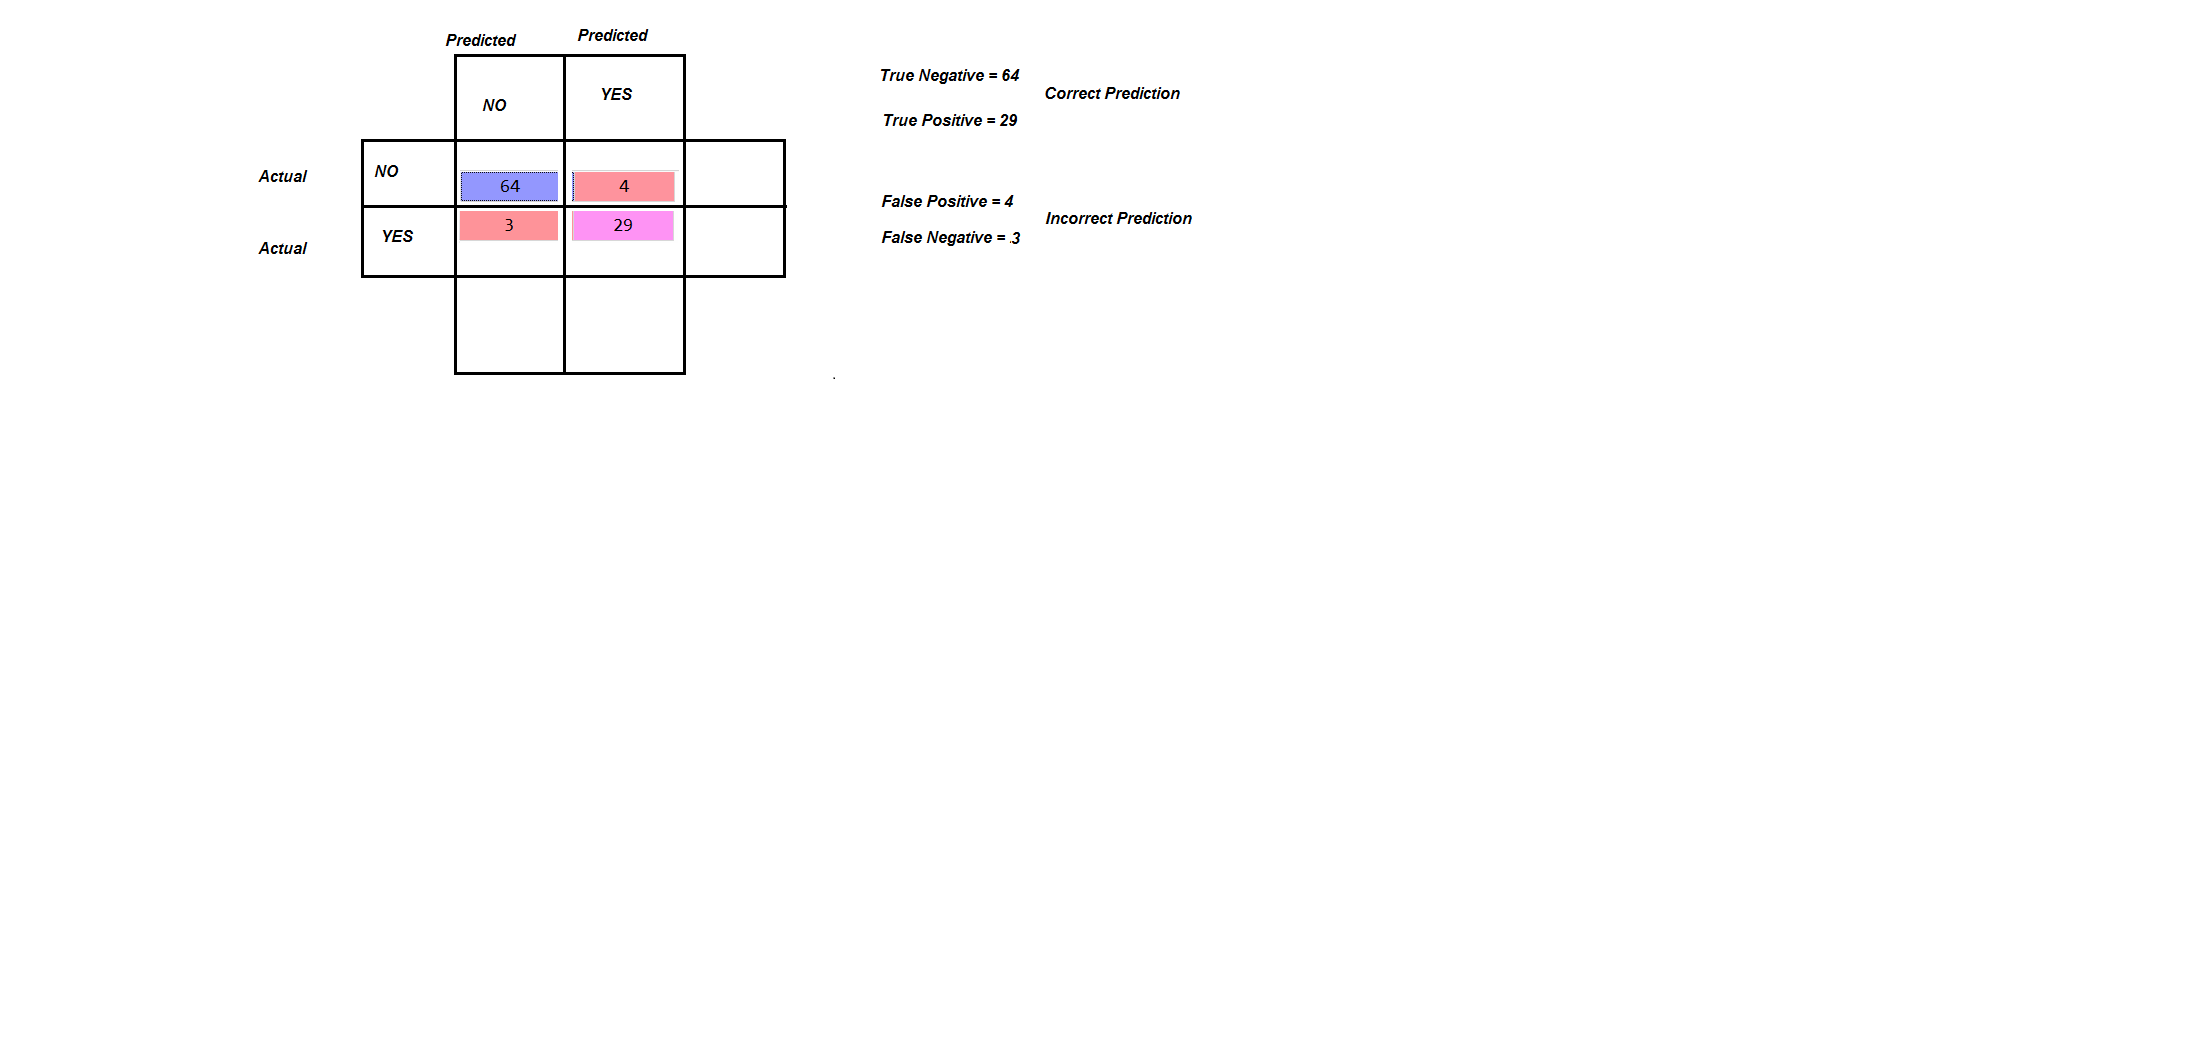 Predicted Predicted
NO YES
Actual NO 64 4
Actual YES 3 29
True Negative = 64
Correct Prediction
True Positive = 29
False Positive = 4
Incorrect Prediction
False Negative = .3